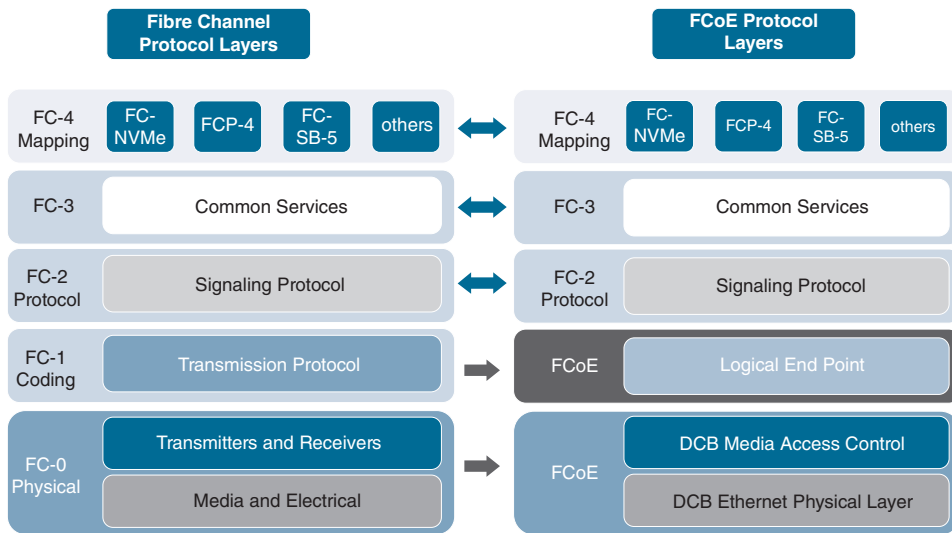 Fibre Channel
Protocol Layers
FCoE Protocol
Layers
FC-4
Mapping
FC-
NVMe
FCP-4
FC-
SB-5
others
FC-4
Mapping
FC-
NVMe
FCP-4
FC-
SB-5
others
FC-3
Common Services
FC-3
Common Services
FC-2
Protocol
Signaling Protocol
FC-2
Protocol
Signaling Protocol
FC-1
Coding
Transmission Protocol
FCoE
Logical End Point
FC-0
Physical
Transmitters and Receivers
Media and Electrical
FCoE
DCB Media Access Control
DCB Ethernet Physical Layer